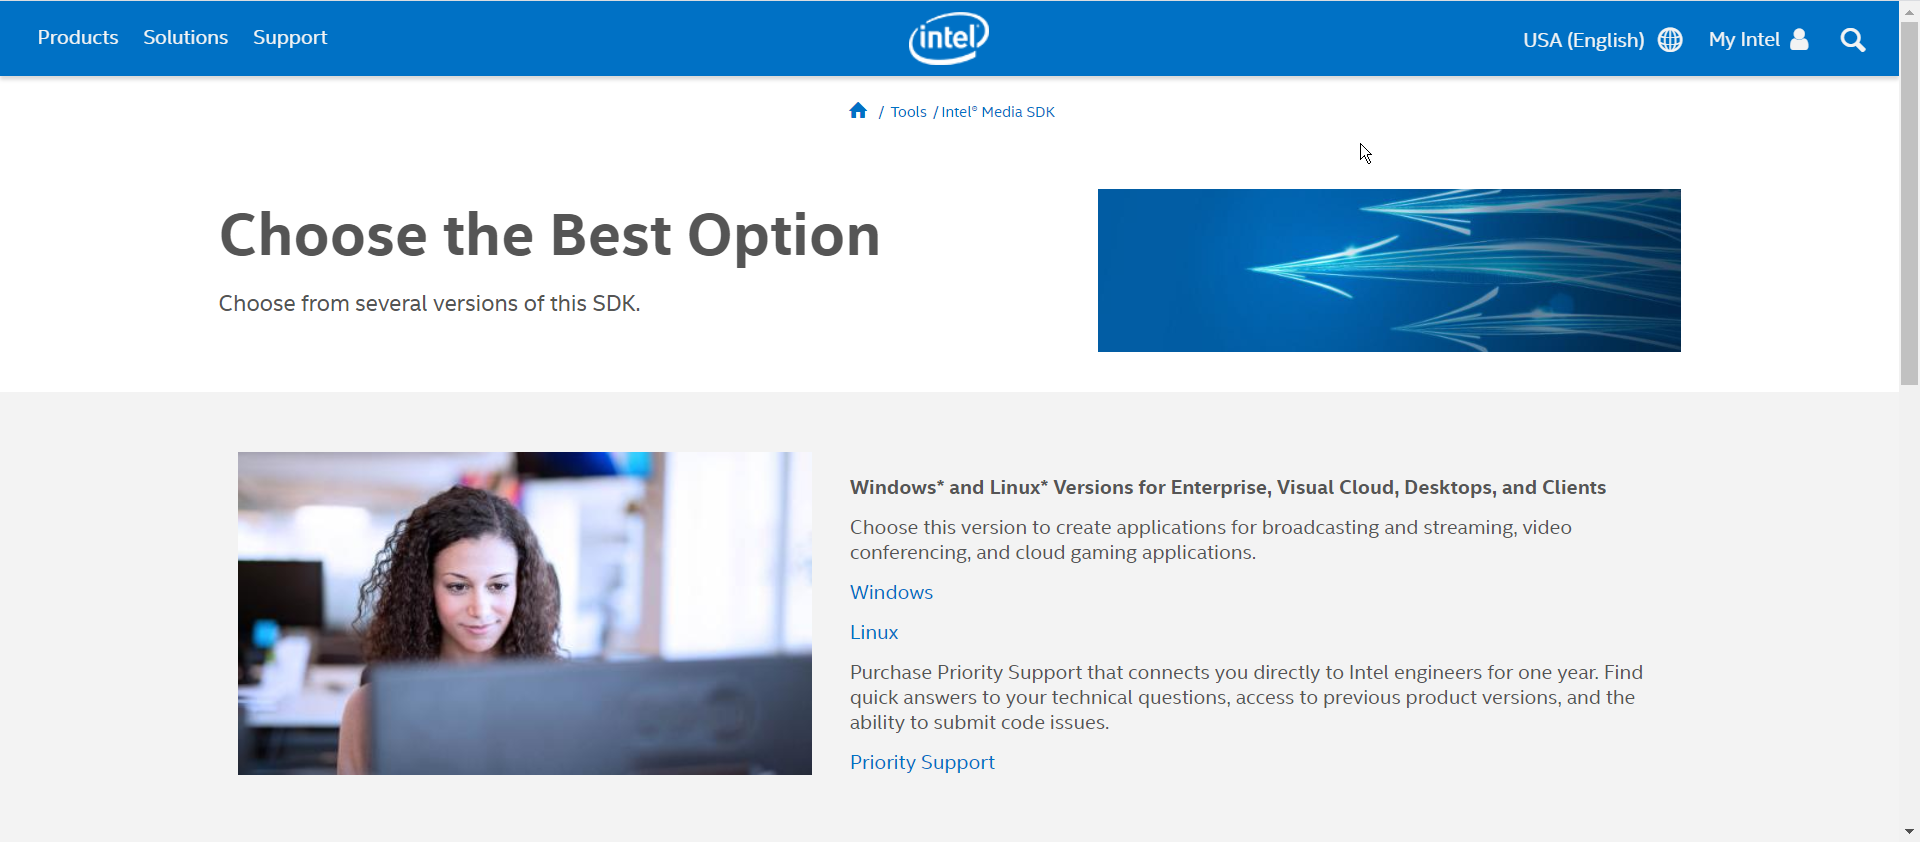 Products Solutions Support
intel
USA (English) My Intel
/ Tools / Intel® Media SDK
Choose the Best Option
Choose from several versions of this SDK.
Windows* and Linux* Versions for Enterprise, Visual Cloud, Desktops, and Clients
Choose this version to create applications for broadcasting and streaming, video
conferencing, and cloud gaming applications.
Windows
Linux
Purchase Priority Support that connects you directly to Intel engineers for one year. Find
quick answers to your technical questions, access to previous product versions, and the
ability to submit code issues.
Priority Support